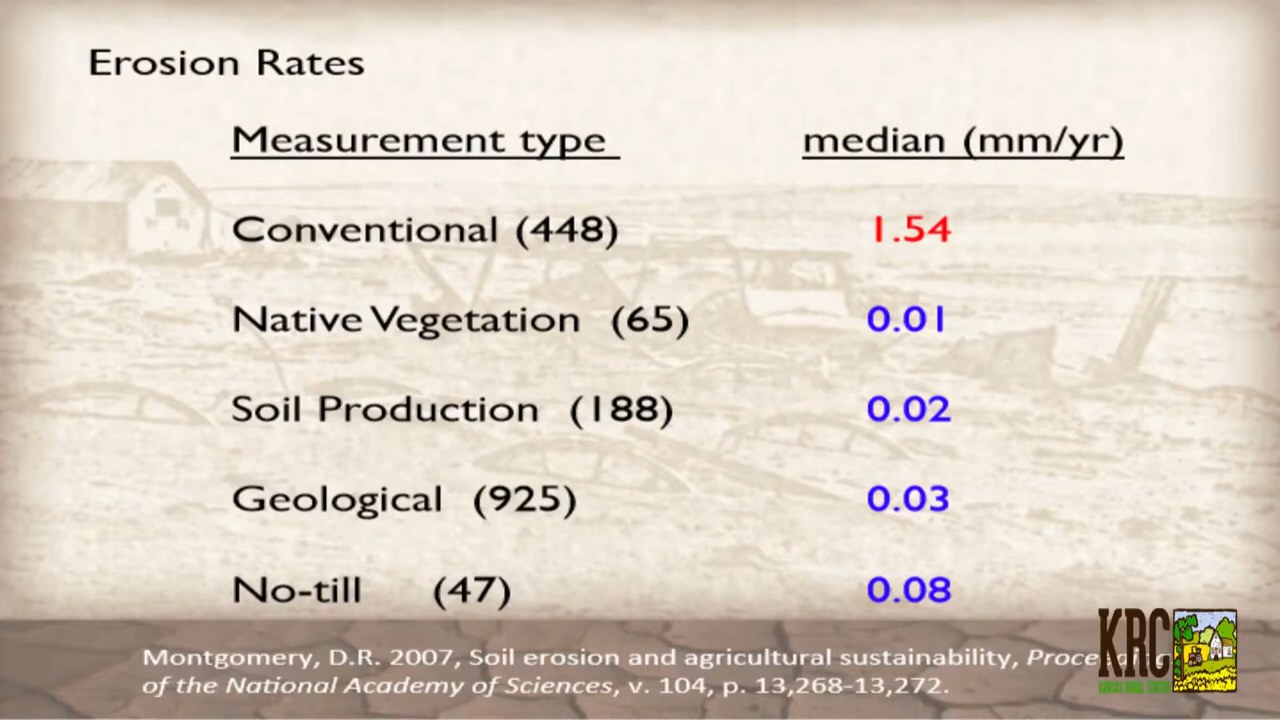 Erosion Rates
Measurement type median (mm/yr)
Conventional (448) 1.54
Native Vegetation (65) 0.01
Soil Production (188) 0.02
Geological (925) 0.03
No-till (47) 0.08
Montgomery, D.R. 2007, Soil erosion and agricultural sustainability,
of the National Academy of Sciences, v. 104, p. 13,268-13,272.
KRC